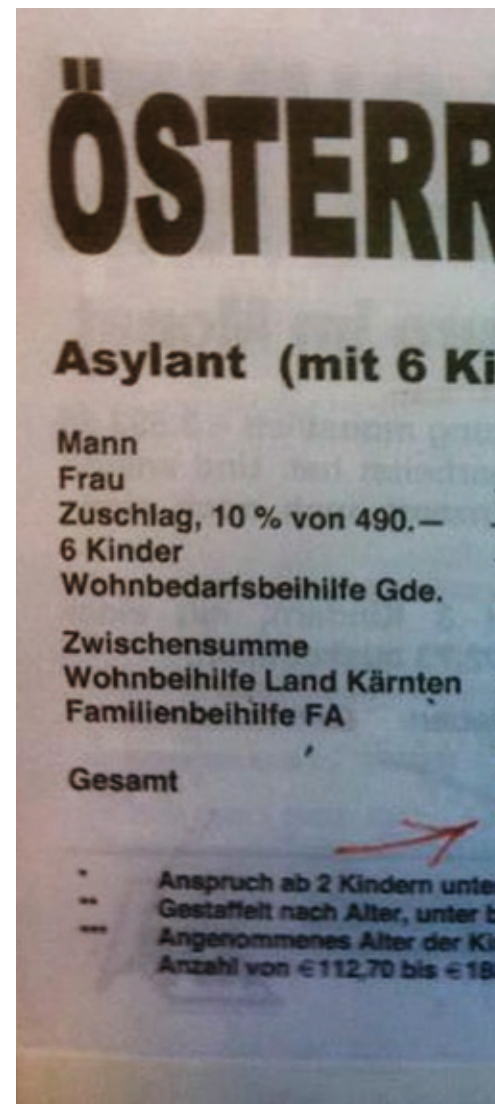 ÖSTERR
Asylant (mit 6 Ki
Mann
Frau
Zuschlag, 10 % von 490.—
6 Kinder
Wohnbedarfsbeihilfe Gde.
Zwischensumme
Wohnbeihilfe Land Kärnten
Familienbeihilfe FA
Gesamt
* Anspruch ab 2 Kindern unte
** Gestaffelt nach Alter, unter b
*** Angenommenes Alter der Ki
Anzahl von €112,70 bis €18